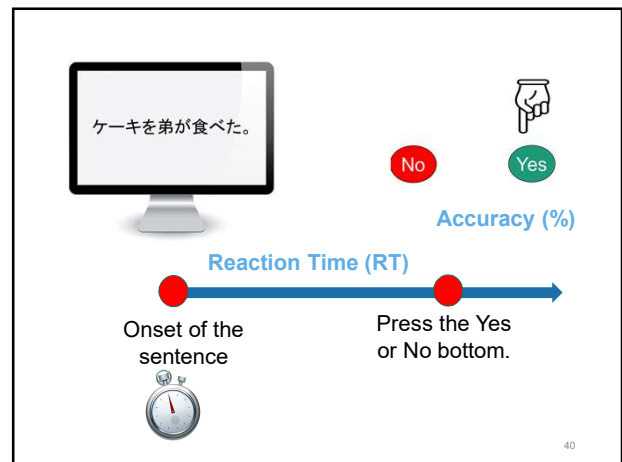 ケーキを弟が食べた。
No
Yes
Accuracy (%)
Reaction Time (RT)
Onset of the
sentence
Press the Yes
or No bottom.
40